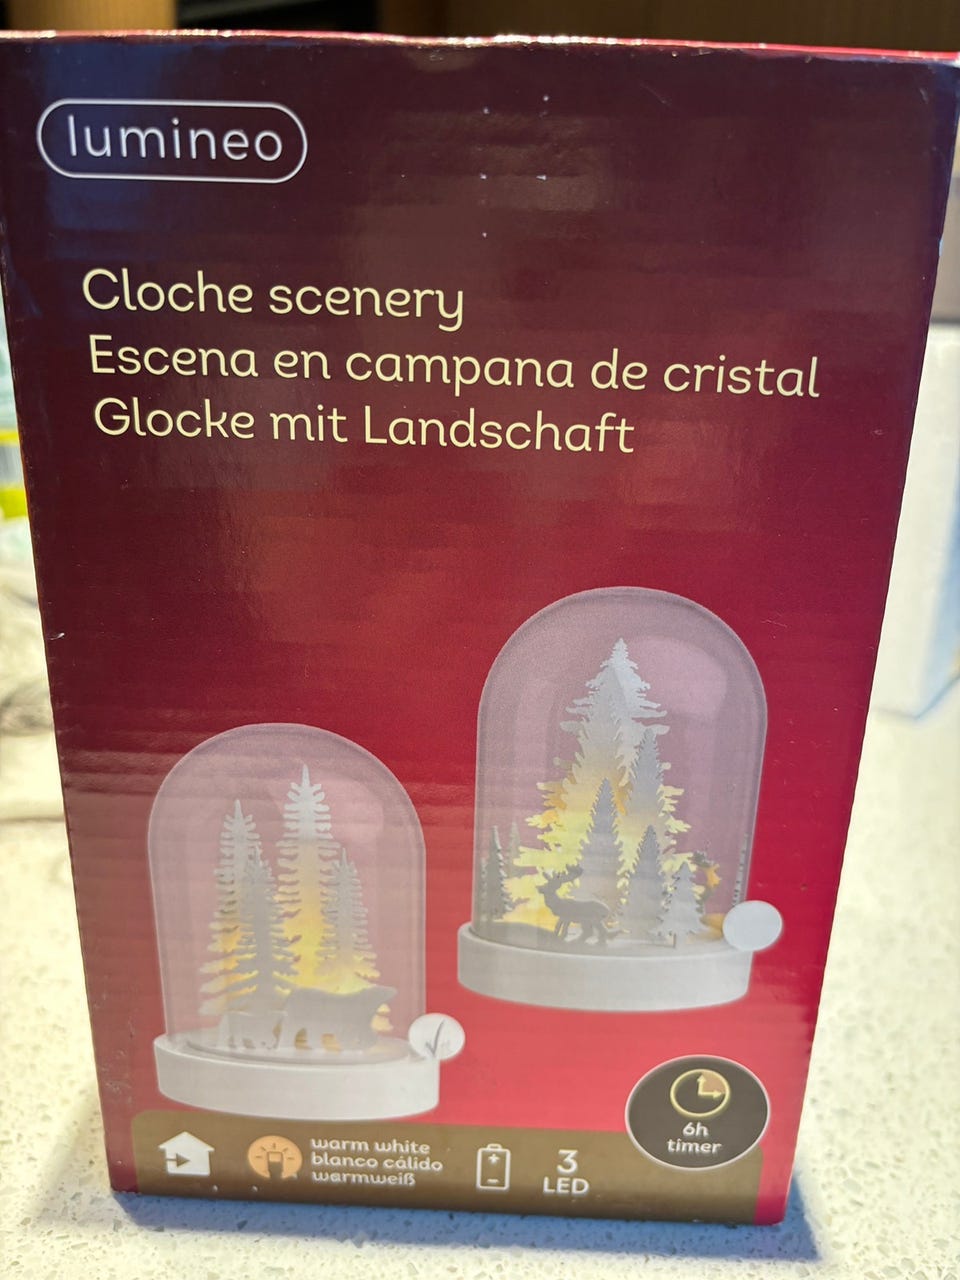 lumineo
Cloche scenery
Escena en campana de cristal
Glocke mit Landschaft
6h
timer
warm white
blanco cálido
warmweiß
+
-
3
LED